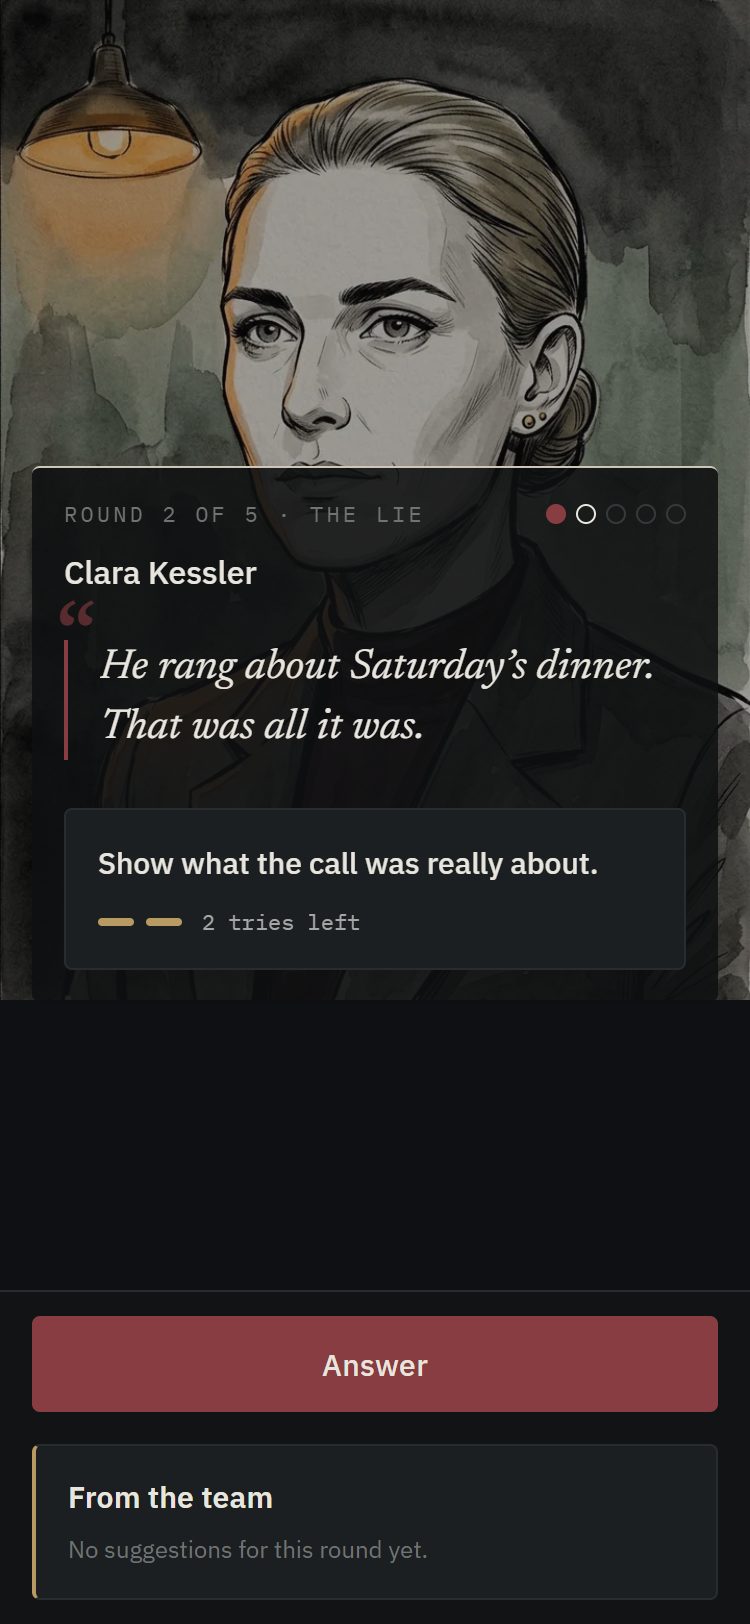 ROUND 2 OF 5 · THE LIE
Clara Kessler
“
He rang about Saturday’s dinner.
That was all it was.
Show what the call was really about.
2 tries left
Answer
From the team
No suggestions for this round yet.